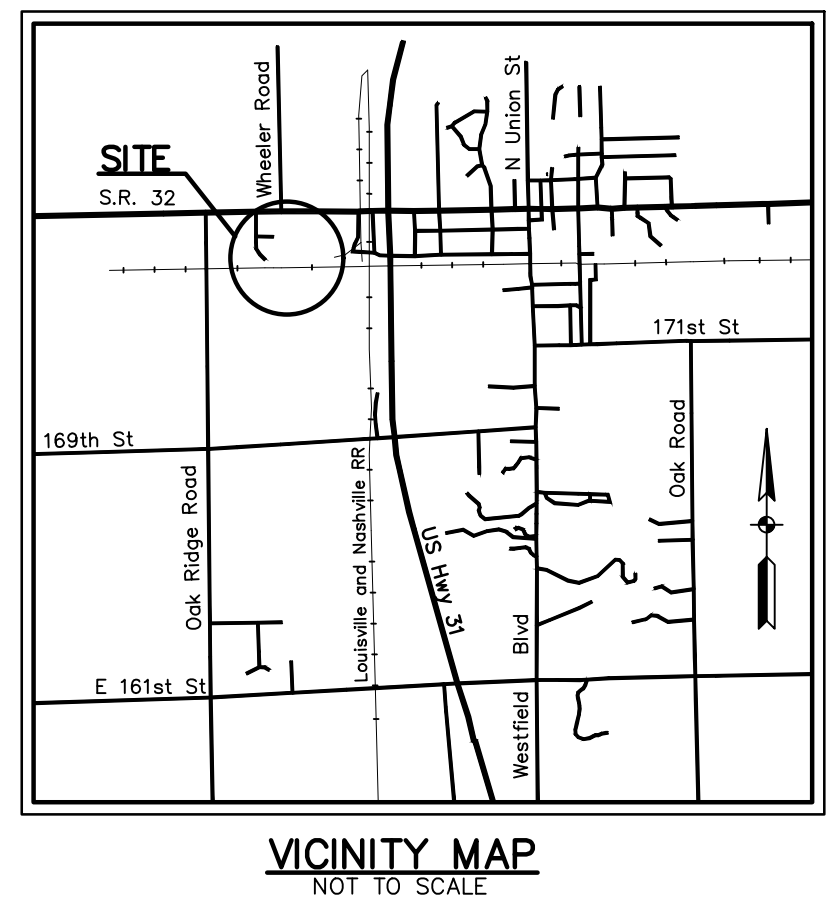 N Union St
Wheeler Road
SITE
S.R. 32
171st St
169th St
Oak Road
Oak Ridge Road
Louisville and Nashville RR
US Hwy 31
Westfield Blvd
E 161st St
VICINITY MAP
NOT TO SCALE